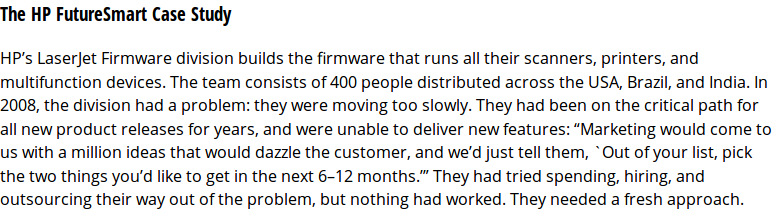 The HP FutureSmart Case Study
HP’s LaserJet Firmware division builds the firmware that runs all their scanners, printers, and
multifunction devices. The team consists of 400 people distributed across the USA, Brazil, and India. In
2008, the division had a problem: they were moving too slowly. They had been on the critical path for
all new product releases for years, and were unable to deliver new features: “Marketing would come to
us with a million ideas that would dazzle the customer, and we’d just tell them, `Out of your list, pick
the two things you’d like to get in the next 6–12 months.’” They had tried spending, hiring, and
outsourcing their way out of the problem, but nothing had worked. They needed a fresh approach.